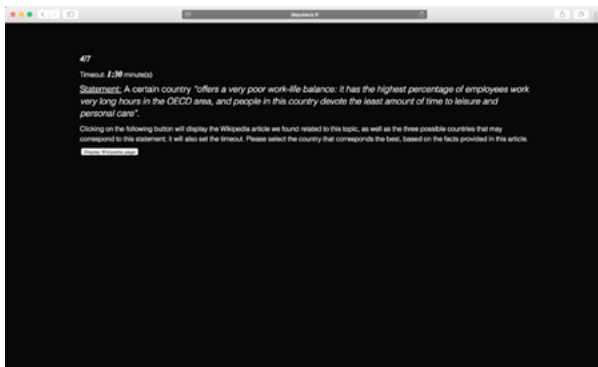 4/7
Timeout: 1:30 minute(s)
Statement: A certain country "offers a very poor work-life balance: it has the highest percentage of employees work
very long hours in the OECD area, and people in this country devote the least amount of time to leisure and
personal care".
Clicking on the following button will display the Wikipedia article we found related to this topic, as well as the three possible countries that may
correspond to this statement, it will also set the timeout. Please select the country that corresponds the best, based on the facts provided in this article.
Display Wikipedia page